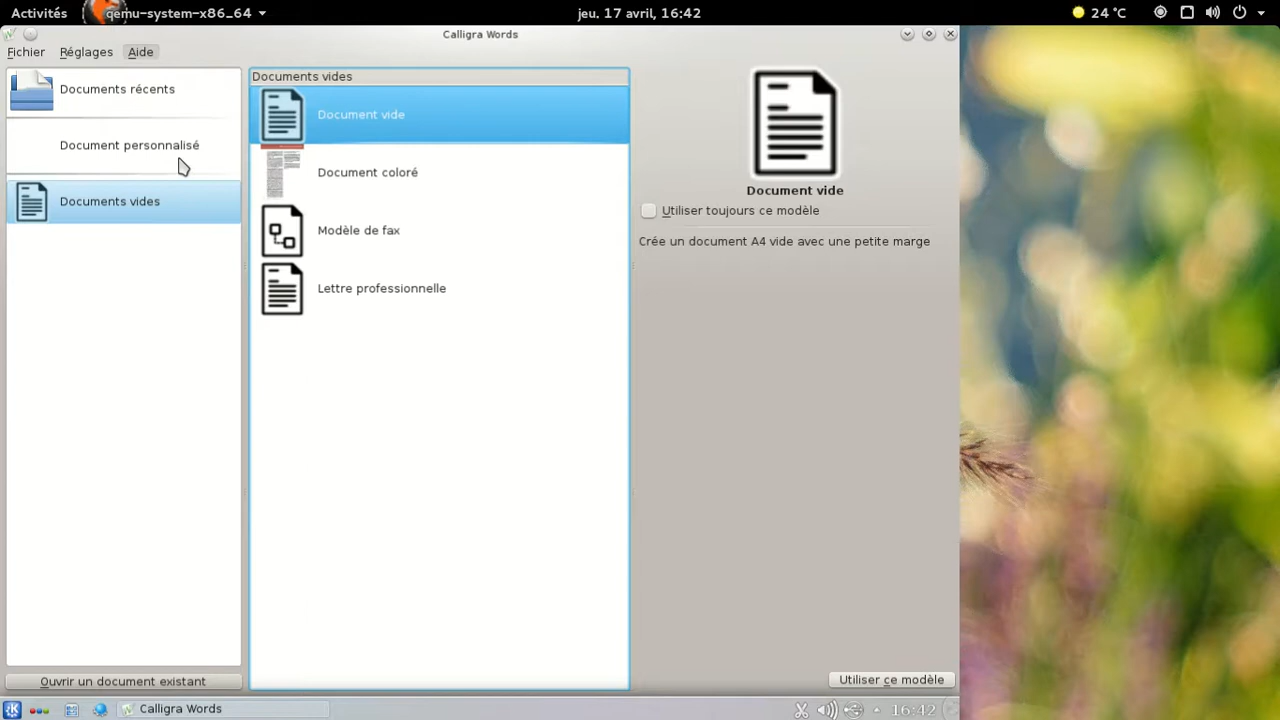 Activités
qemu-system-x86_64
jeu. 17 avril, 16:42
24 °C
Calligra Words
Fichier
Réglages
Aide
Documents récents
Document personnalisé
Documents vides
Documents vides
Document vide
Document coloré
Modèle de fax
Lettre professionnelle
Document vide
Utiliser toujours ce modèle
Crée un document A4 vide avec une petite marge
Ouvrir un document existant
Utiliser ce modèle
Calligra Words
16:42